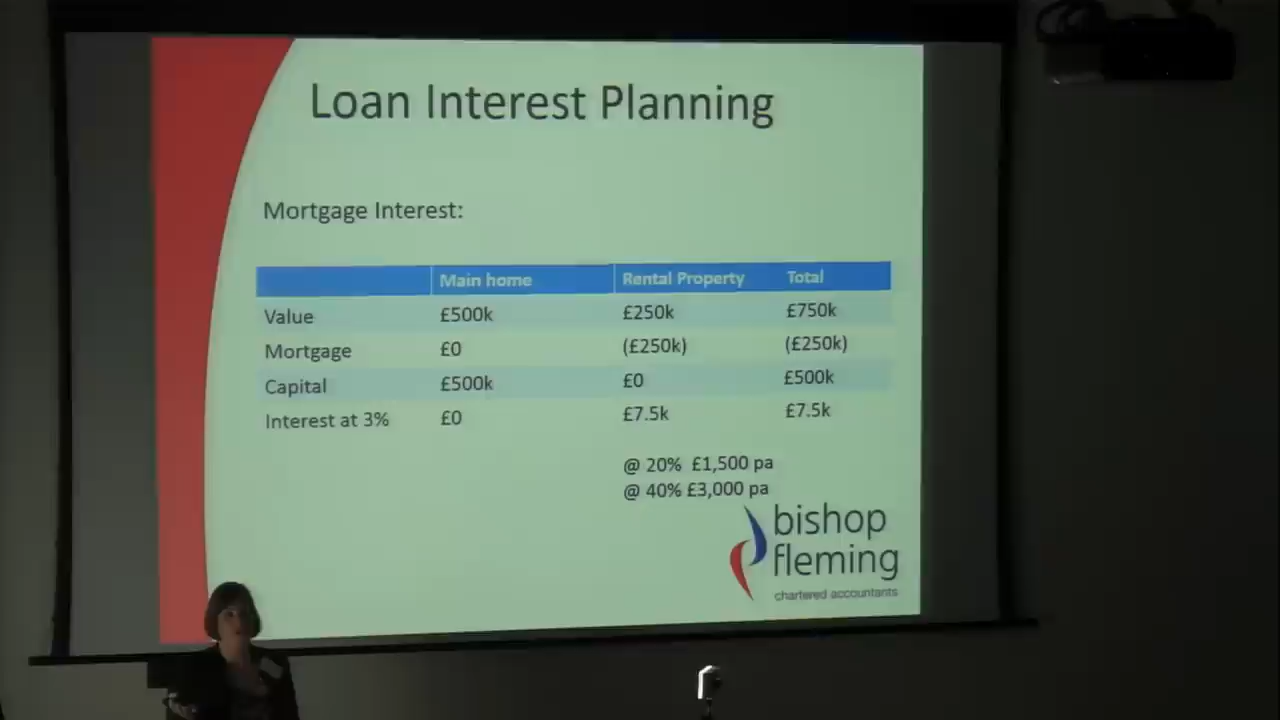 Loan Interest Planning
Mortgage Interest:
Main home Rental Property Total
Value £500k £250k £750k
Mortgage £0 (£250k) (£250k)
Capital £500k £0 £500k
Interest at 3% £0 £7.5k £7.5k
@ 20% £1,500 pa
@ 40% £3,000 pa
bishop
fleming
chartered accountants